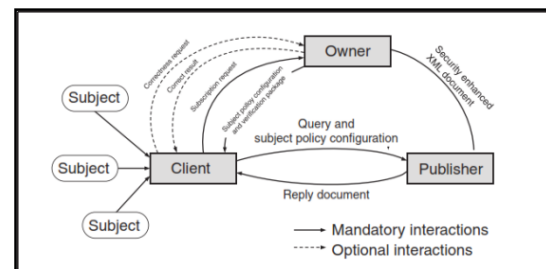 Owner
Correctness request
Correct result
Subscription request
Subject policy configuration
and verification package
Security enhanced
XML document
Subject
Subject
Subject
Query and
subject policy configuration
Client
Publisher
Reply document
Mandatory interactions
Optional interactions